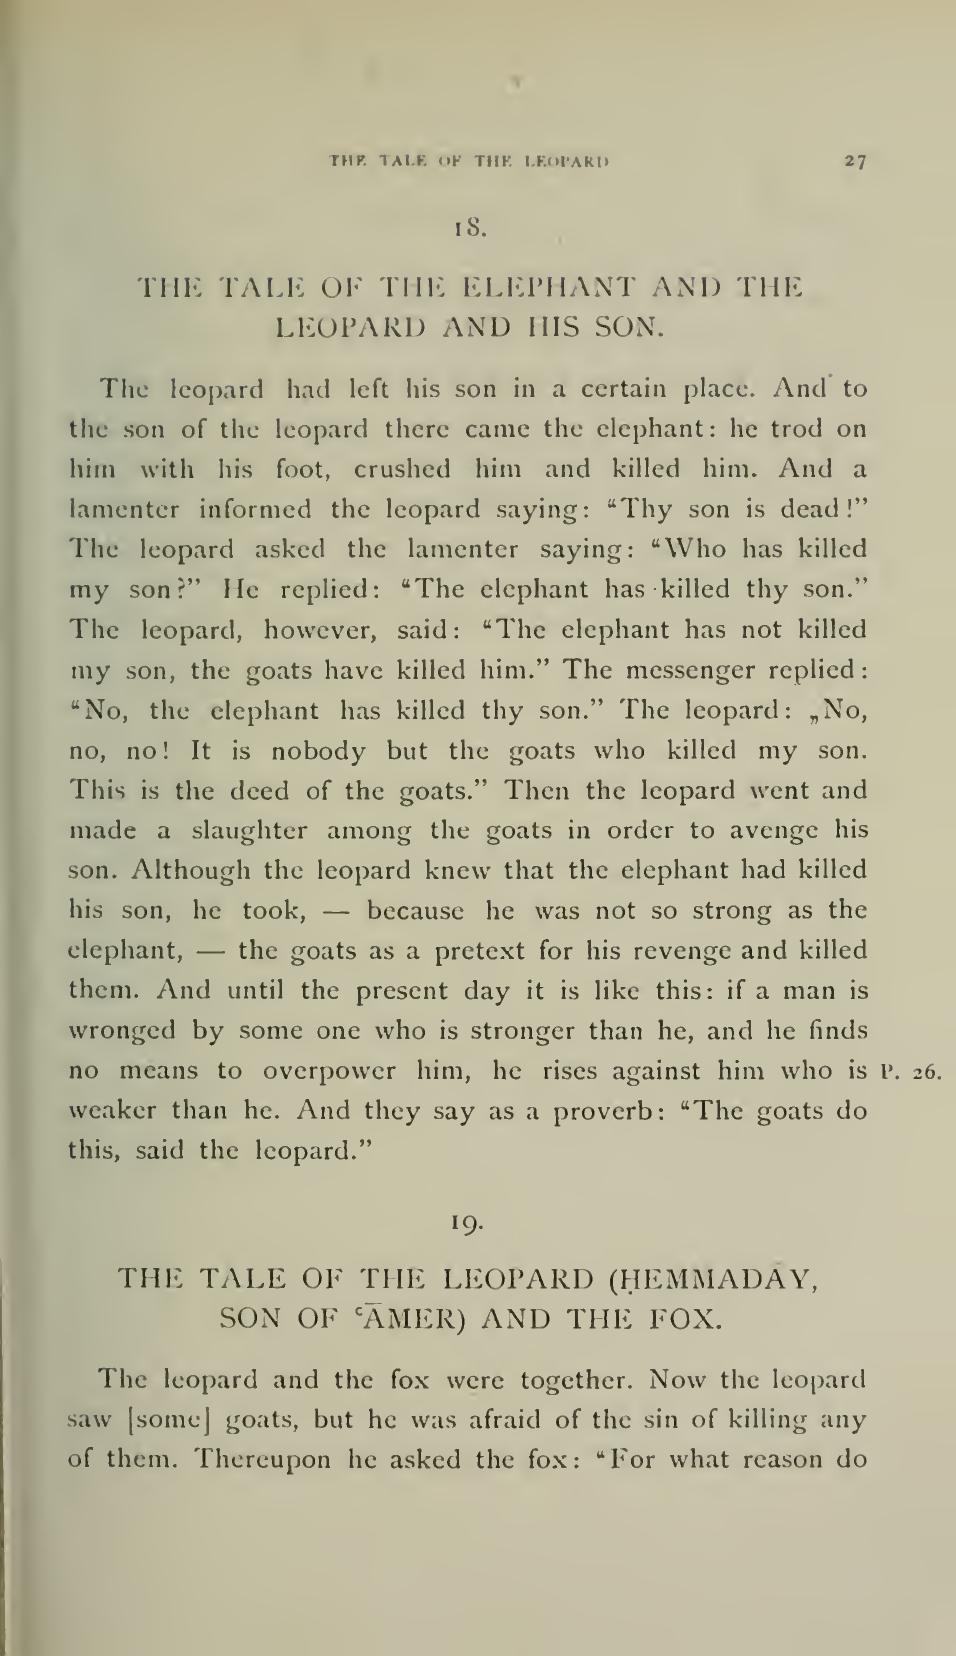 THE TALE OF THE LEOPARD 27
18.
THE TALE OF THE ELEPHANT AND THE
LEOPARD AND HIS SON.
The leopard had left his son in a certain place. And to
the son of the leopard there came the elephant: he trod on
him with his foot, crushed him and killed him. And a
lamenter informed the leopard saying: “Thy son is dead!”
The leopard asked the lamenter saying: “Who has killed
my son?” He replied: “The elephant has killed thy son.”
The leopard, however, said: “The elephant has not killed
my son, the goats have killed him.” The messenger replied:
“No, the elephant has killed thy son.” The leopard: „No,
no, no! It is nobody but the goats who killed my son.
This is the deed of the goats.” Then the leopard went and
made a slaughter among the goats in order to avenge his
son. Although the leopard knew that the elephant had killed
his son, he took, — because he was not so strong as the
elephant, — the goats as a pretext for his revenge and killed
them. And until the present day it is like this: if a man is
wronged by some one who is stronger than he, and he finds
no means to overpower him, he rises against him who is P. 26.
weaker than he. And they say as a proverb: “The goats do
this, said the leopard.”
19.
THE TALE OF THE LEOPARD (ḤEMMADĀY,
SON OF ʿĀMER) AND THE FOX.
The leopard and the fox were together. Now the leopard
saw [some] goats, but he was afraid of the sin of killing any
of them. Thereupon he asked the fox: “For what reason do